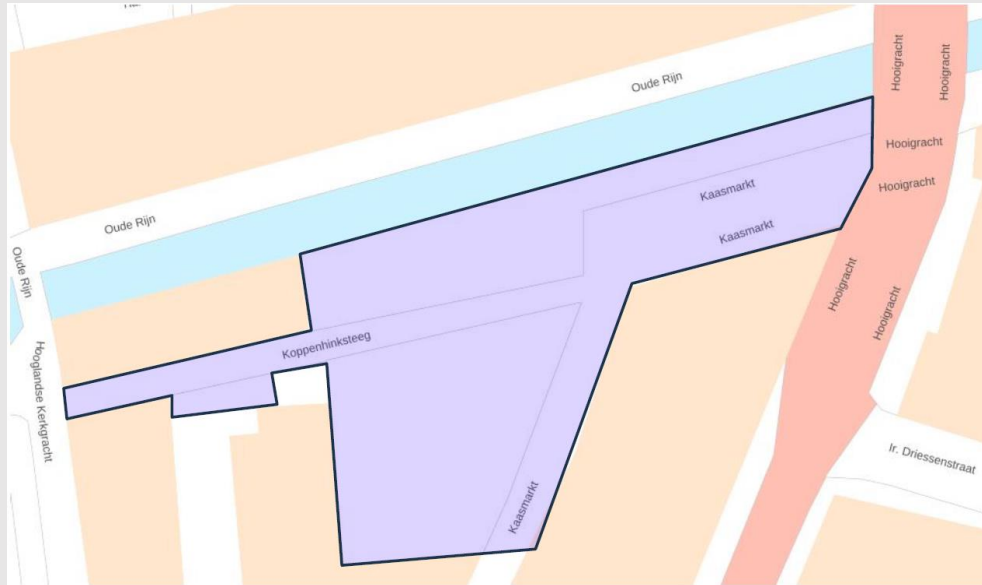 Hooigracht
Hooigracht
Oude Rijn
Hooigracht
Kaasmarkt
Hooigracht
Oude Rijn
Kaasmarkt
Oude Rijn
Hooigracht
Hooigracht
Koppenhinksteeg
Hooglandse Kerkgracht
Ir. Driessenstraat
Kaasmarkt